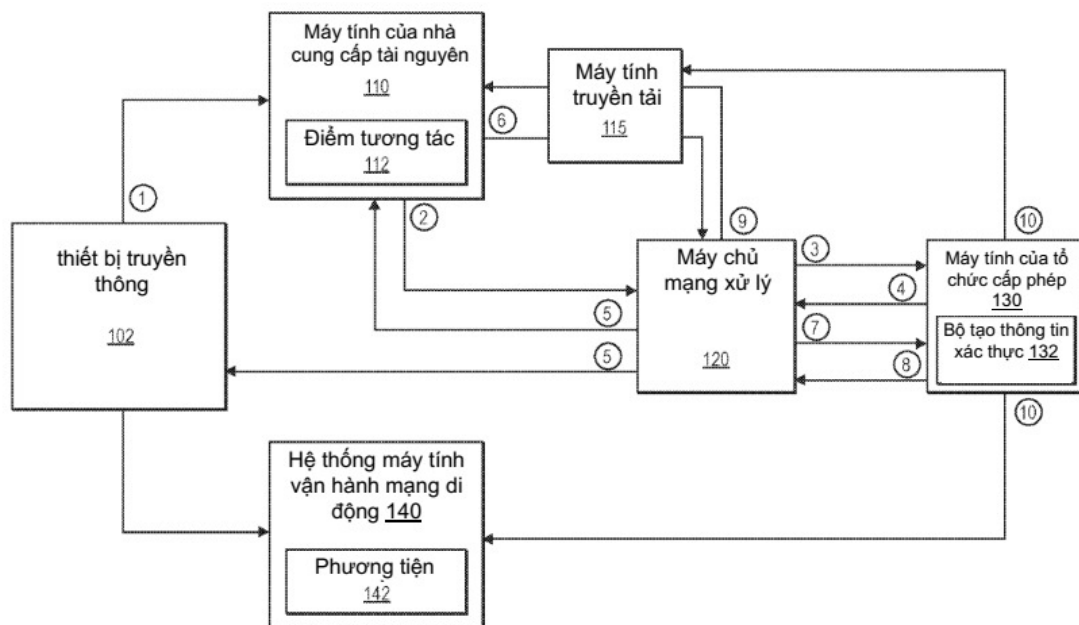 Máy tính của nhà
cung cấp tài nguyên
110
Điểm tương tác
112
Máy tính
truyền tải
115
6
1
2
9
10
thiết bị truyền
thông
102
Máy chủ
mạng xử lý
120
3
4
5
7
5
8
Máy tính của tổ
chức cấp phép
130
Bộ tạo thông tin
xác thực 132
10
Hệ thống máy tính
vận hành mạng di
động 140
Phương tiện
142